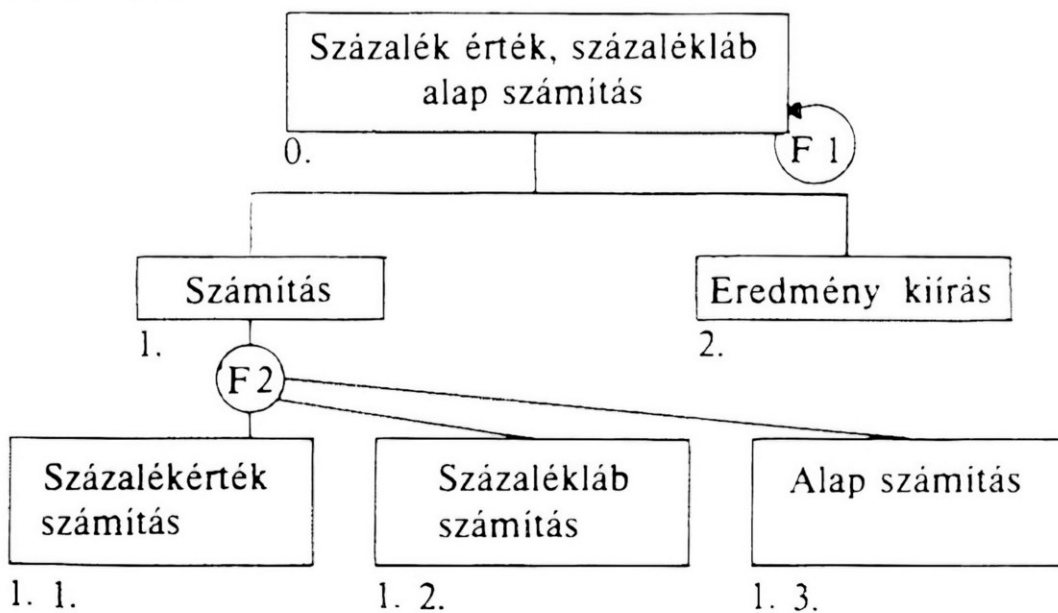 Százalék érték, százalékláb
alap számítás
0.
F 1
Számítás
1.
Eredmény kiírás
2.
F 2
Százalékérték
számítás
1. 1.
Százalékláb
számítás
1. 2.
Alap számítás
1. 3.